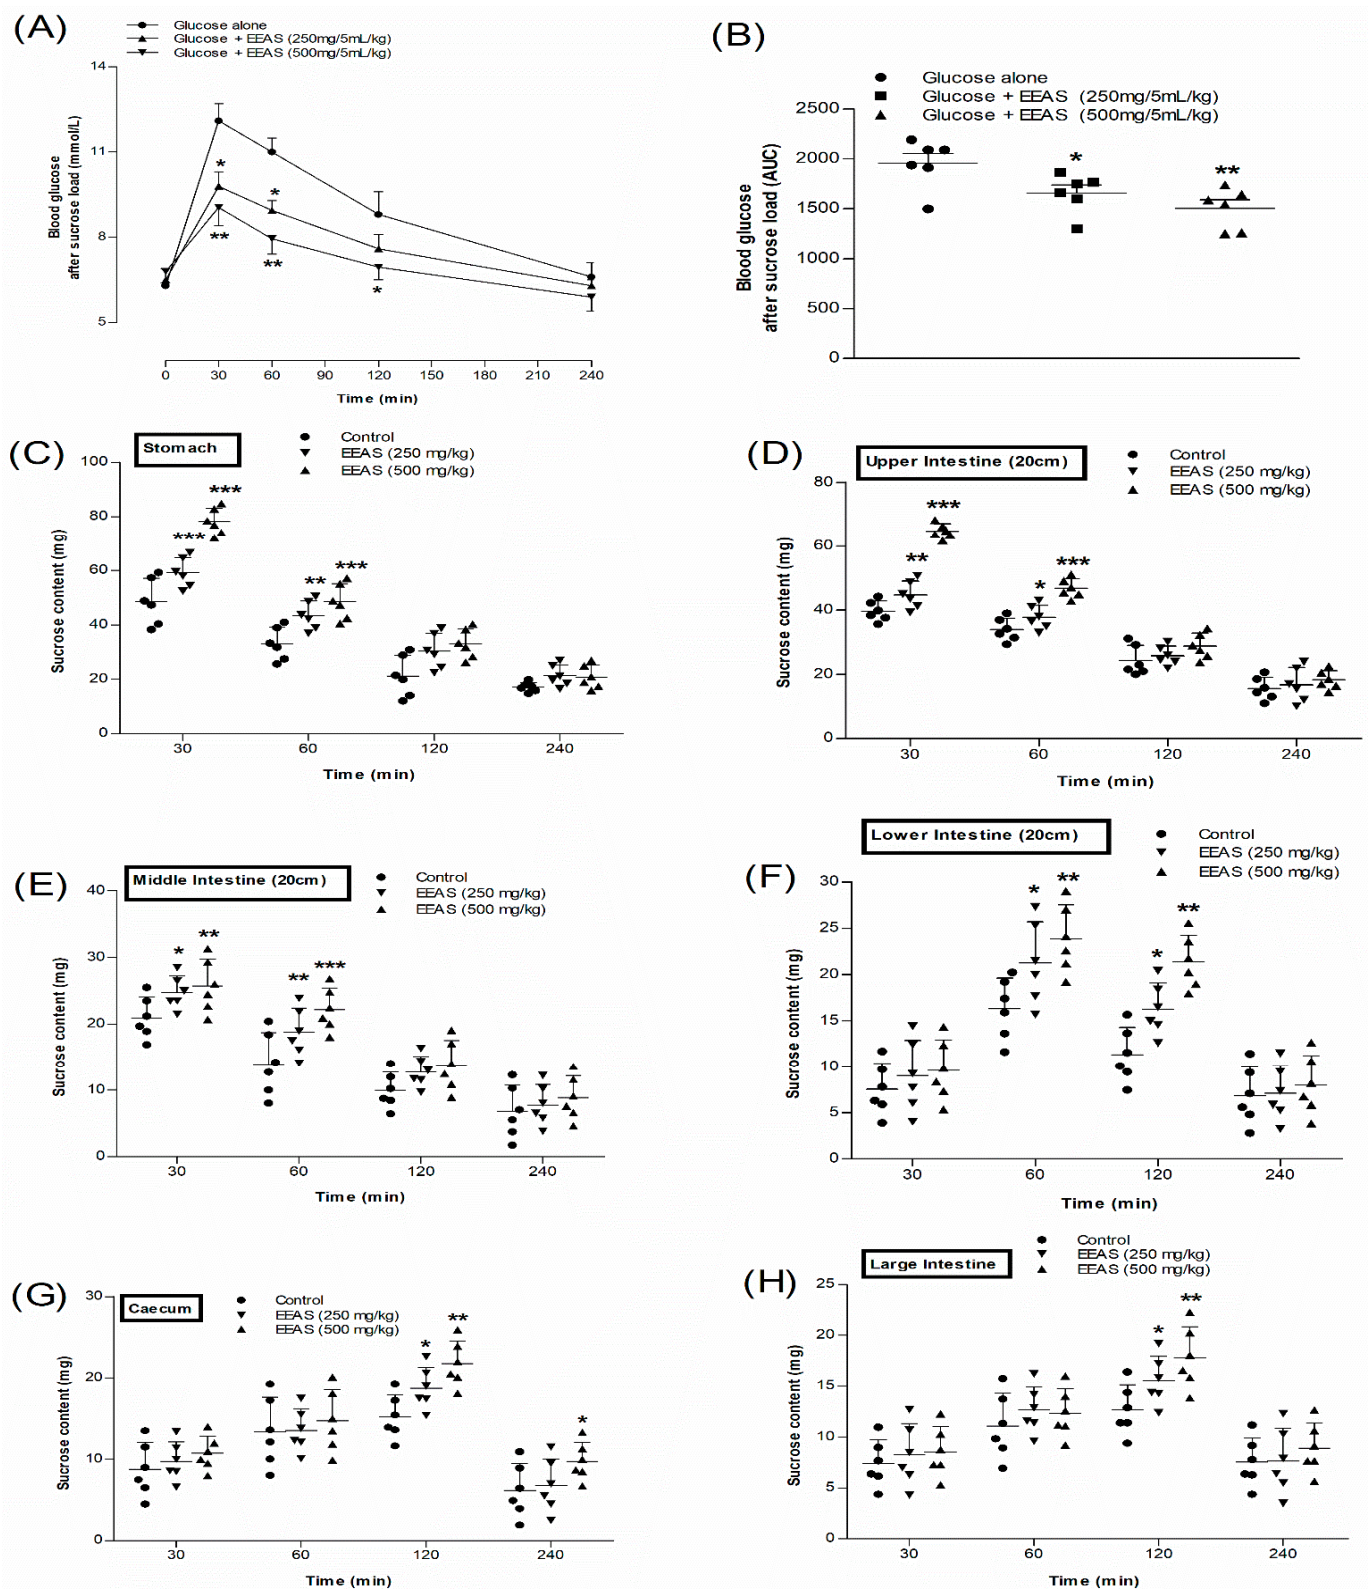 (A)
Glucose alone
Glucose + EEAS (250mg/5mL/kg)
Glucose + EEAS (500mg/5mL/kg)
Blood glucose
after sucrose load (mmol/L)
14
11
8
5
*
*
**
**
*
0 30 60 90 120 150 180 210 240
Time (min)
(B)
Glucose alone
Glucose + EEAS (250mg/5mL/kg)
Glucose + EEAS (500mg/5mL/kg)
Blood glucose
after sucrose load (AUC)
2500
2000
1500
1000
500
0
*
**
(C)
Stomach
Control
EEAS (250 mg/kg)
EEAS (500 mg/kg)
Sucrose content (mg)
100
80
60
40
20
0
***
***
**
***
30 60 120 240
Time (min)
(D)
Upper Intestine (20cm)
Control
EEAS (250 mg/kg)
EEAS (500 mg/kg)
Sucrose content (mg)
80
60
40
20
0
**
***
*
***
30 60 120 240
Time (min)
(E)
Middle Intestine (20cm)
Control
EEAS (250 mg/kg)
EEAS (500 mg/kg)
Sucrose content (mg)
40
30
20
10
0
*
**
**
***
30 60 120 240
Time (min)
(F)
Lower Intestine (20cm)
Control
EEAS (250 mg/kg)
EEAS (500 mg/kg)
Sucrose content (mg)
30
25
20
15
10
5
0
*
**
*
**
30 60 120 240
Time (min)
(G)
Caecum
Control
EEAS (250 mg/kg)
EEAS (500 mg/kg)
Sucrose content (mg)
30
20
10
0
*
**
*
30 60 120 240
Time (min)
(H)
Large Intestine
Control
EEAS (250 mg/kg)
EEAS (500 mg/kg)
Sucrose content (mg)
25
20
15
10
5
0
*
**
30 60 120 240
Time (min)